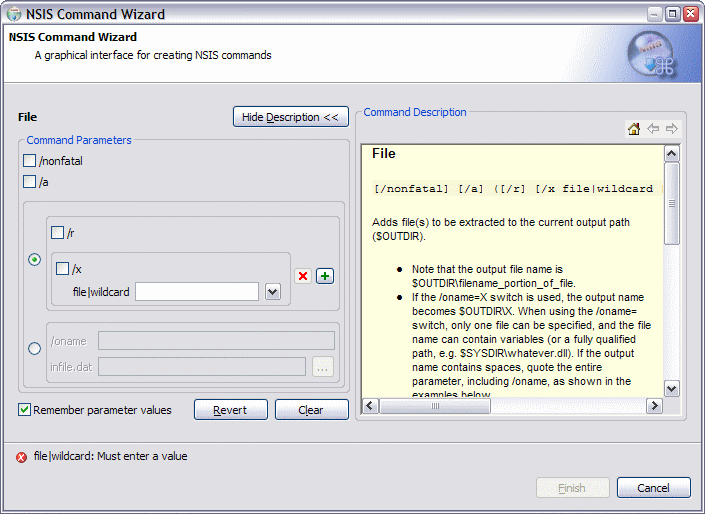 NSIS Command Wizard
NSIS Command Wizard
A graphical interface for creating NSIS commands
File
Hide Description <<
Command Parameters
/nonfatal
/a
/r
/x
file|wildcard
/oname
infile.dat
...
Remember parameter values
Revert
Clear
Command Description
File
[/nonfatal] [/a] ([/r] [/x file|wildcard
Adds file(s) to be extracted to the current output path
($OUTDIR).
Note that the output file name is
$OUTDIR\filename_portion_of_file.
If the /oname=X switch is used, the output name
becomes $OUTDIR\X. When using the /oname=
switch, only one file can be specified, and the file
name can contain variables (or a fully qualified
path, e.g. $SYSDIR\whatever.dll). If the output
name contains spaces, quote the entire
parameter, including /oname, as shown in the
examples below.
file|wildcard: Must enter a value
Finish
Cancel